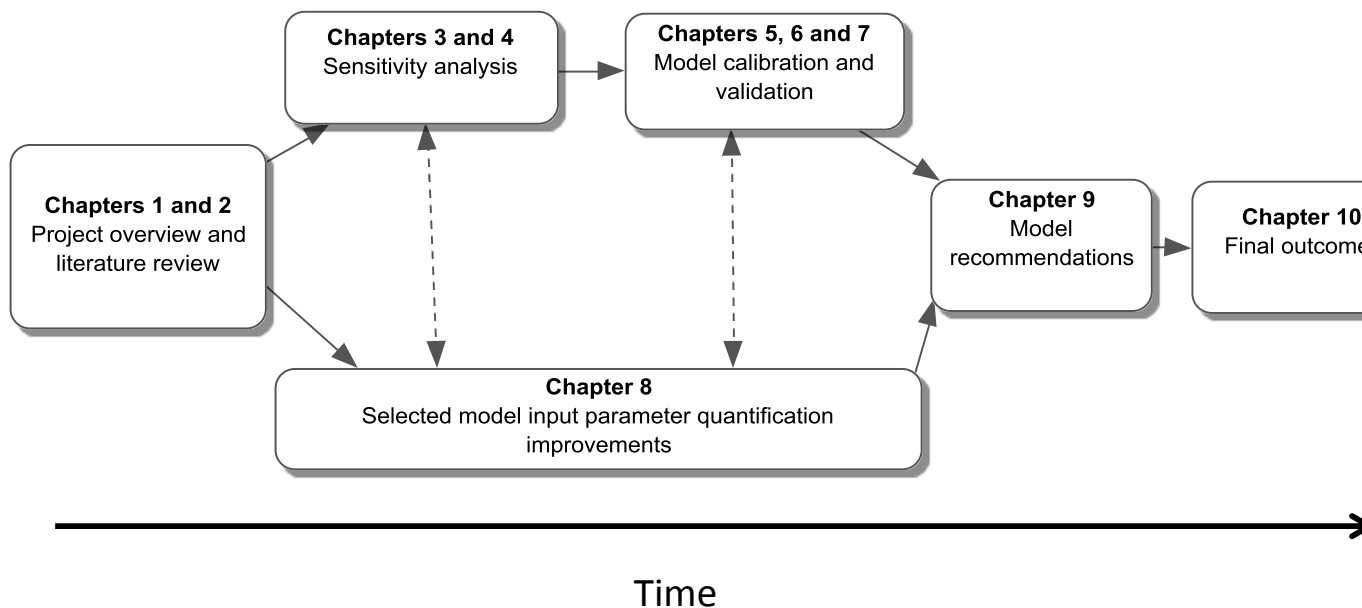 Chapters 3 and 4
Sensitivity analysis
Chapters 5, 6 and 7
Model calibration and
validation
Chapters 1 and 2
Project overview and
literature review
Chapter 9
Model
recommendations
Chapter 10
Final outcome
Chapter 8
Selected model input parameter quantification
improvements
Time